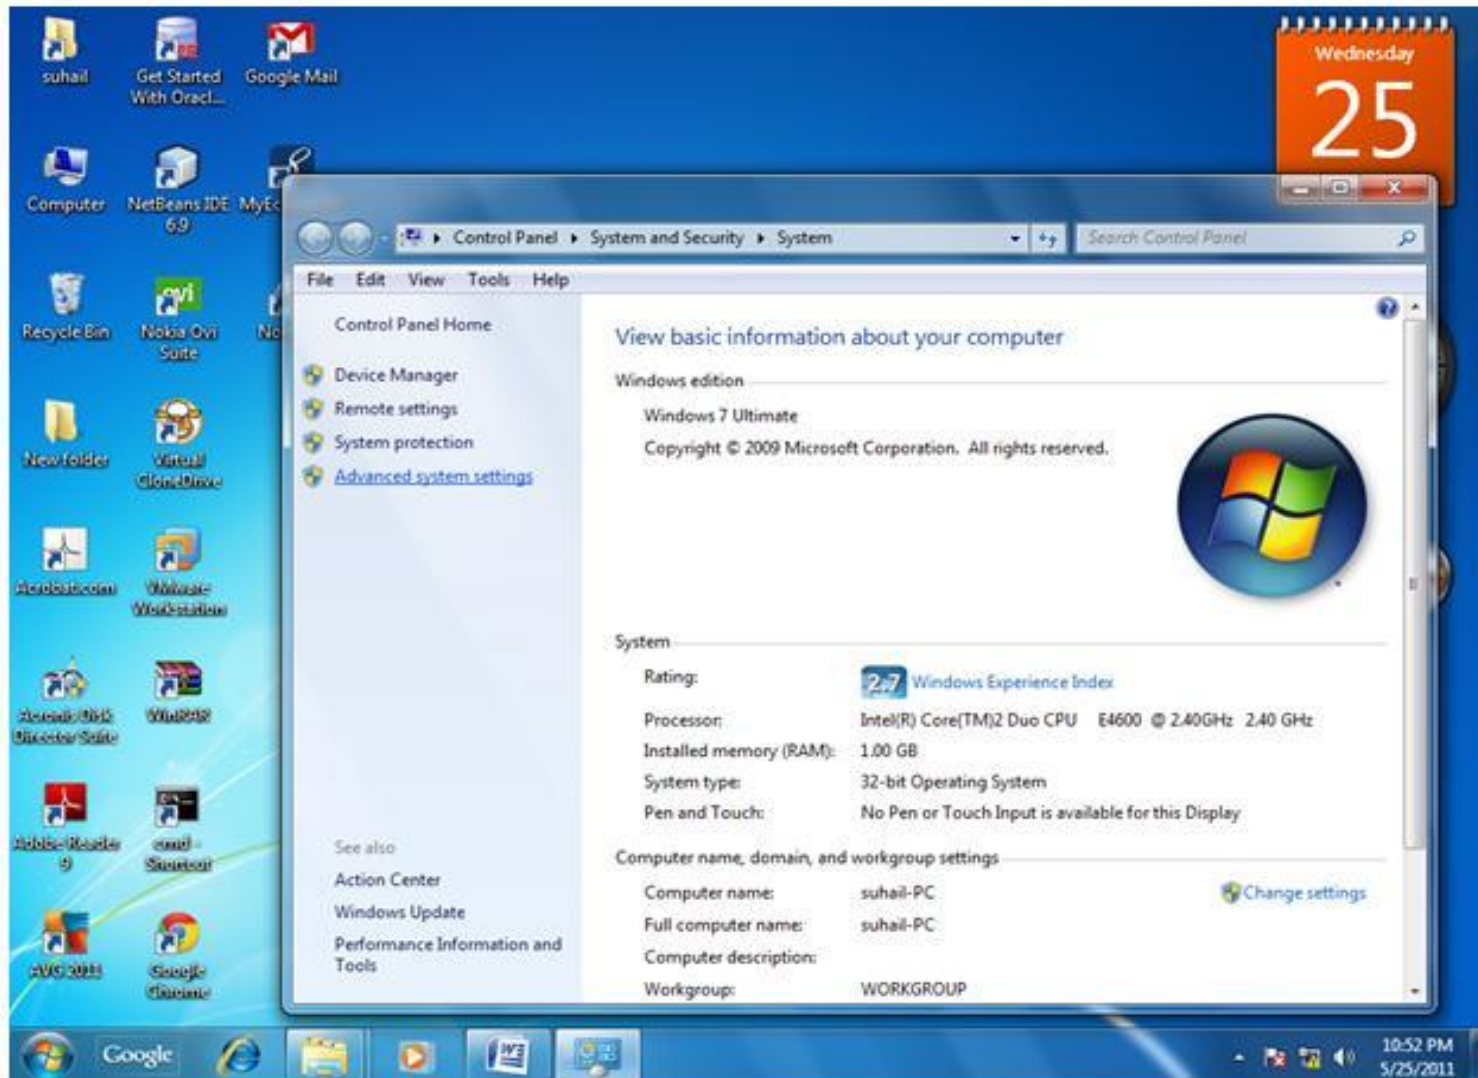 suhail
Get Started
With Oracl...
Google Mail
Wednesday
25
Computer
NetBeans IDE
6.9
MyEc
Control Panel ▸ System and Security ▸ System
Search Control Panel
File Edit View Tools Help
Recycle Bin
Nokia Ovi
Suite
No
ovi
Control Panel Home
Device Manager
Remote settings
System protection
Advanced system settings
View basic information about your computer
Windows edition
Windows 7 Ultimate
Copyright © 2009 Microsoft Corporation. All rights reserved.
New folder
Virtual
CloneDrive
Acrobat.com
VMware
Workstation
System
Rating:
2.7 Windows Experience Index
Processor: Intel(R) Core(TM)2 Duo CPU E4600 @ 2.40GHz 2.40 GHz
Installed memory (RAM): 1.00 GB
System type: 32-bit Operating System
Pen and Touch: No Pen or Touch Input is available for this Display
Acronis Disk
Director Suite
WinRAR
Adobe Reader
9
cmd -
Shortcut
See also
Action Center
Windows Update
Performance Information and
Tools
Computer name, domain, and workgroup settings
Computer name: suhail-PC
Change settings
Full computer name: suhail-PC
Computer description:
Workgroup: WORKGROUP
AVG 2011
Google
Chrome
Google
10:52 PM
5/25/2011